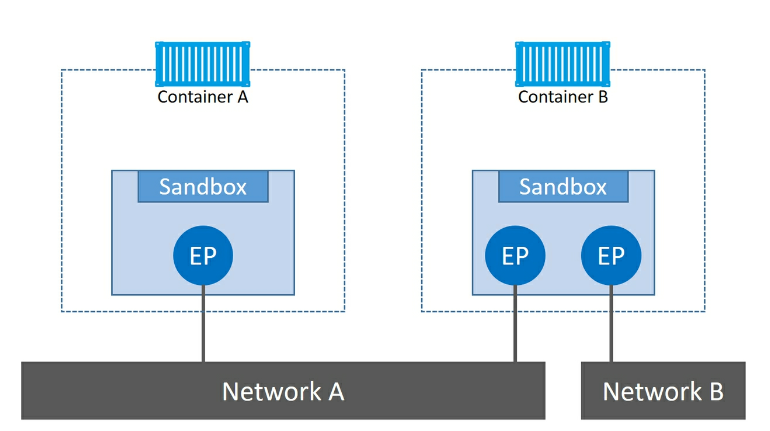 Container A
Container B
Sandbox
Sandbox
EP
EP
EP
Network A
Network B